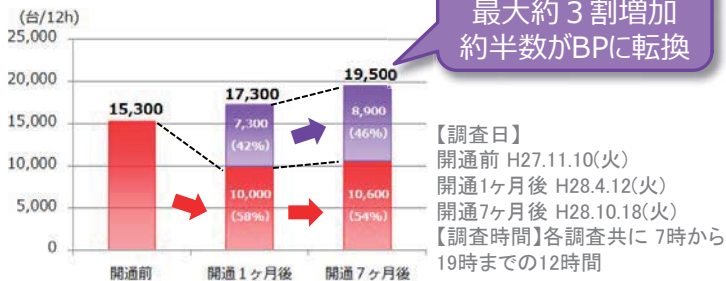 (台/12h)
最大約３割増加
約半数がBPに転換
25,000
20,000
15,000
10,000
5,000
0
15,300
17,300
7,300
(42%)
10,000
(58%)
19,500
8,900
(46%)
10,600
(54%)
開通前
開通１ヶ月後
開通７ヶ月後
【調査日】
開通前 H27.11.10(火)
開通1ヶ月後 H28.4.12(火)
開通7ヶ月後 H28.10.18(火)
【調査時間】各調査共に 7時から
19時までの12時間